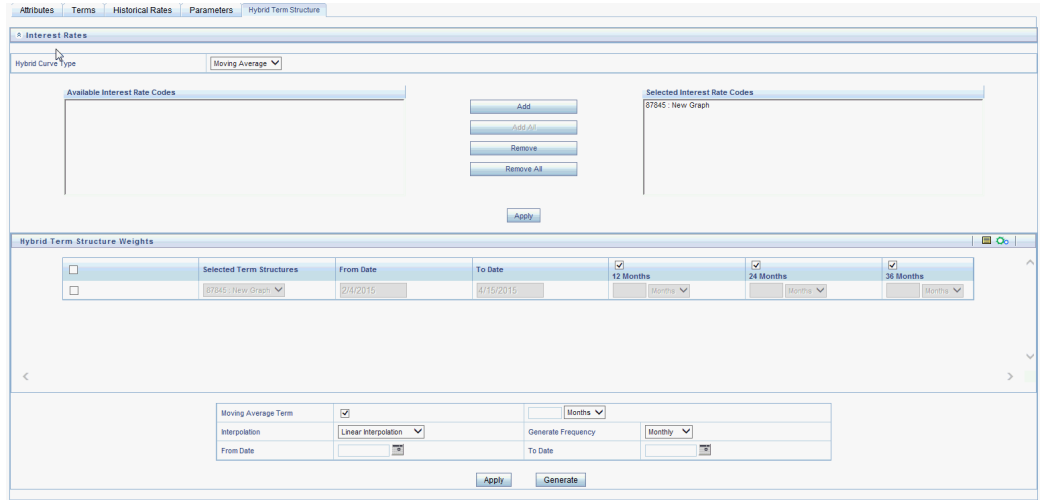 Attributes Terms Historical Rates Parameters Hybrid Term Structure
Interest Rates
Hybrid Curve Type Moving Average
Available Interest Rate Codes Selected Interest Rate Codes
87845 : New Graph
Add
Add All
Remove
Remove All
Apply
Hybrid Term Structure Weights
Selected Term Structures From Date To Date 12 Months 24 Months 36 Months
87845 : New Graph 2/4/2015 4/15/2015 Months Months Months
Moving Average Term Months
Interpolation Linear Interpolation Generate Frequency Monthly
From Date To Date
Apply Generate